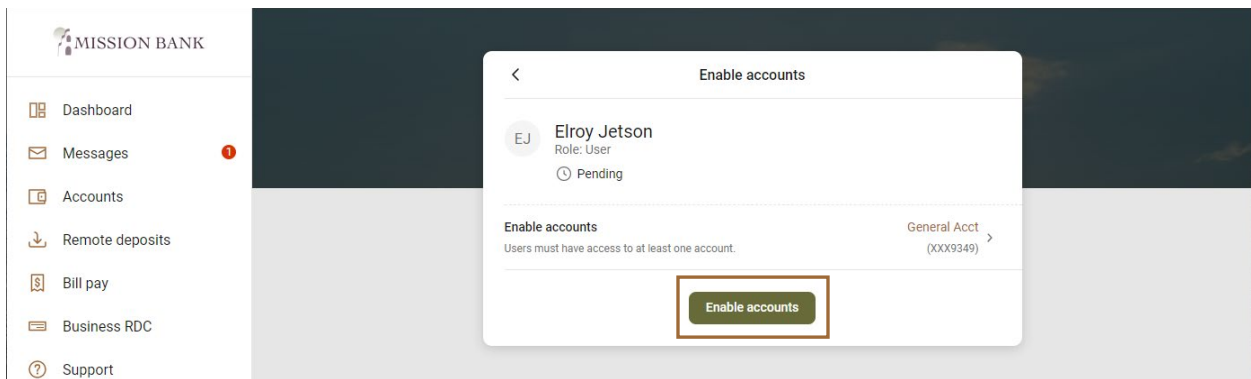 MISSION BANK
Dashboard
Messages 1
Accounts
Remote deposits
Bill pay
Business RDC
Support
Enable accounts
EJ
Elroy Jetson
Role: User
Pending
Enable accounts
Users must have access to at least one account.
General Acct
(XXX9349)
Enable accounts